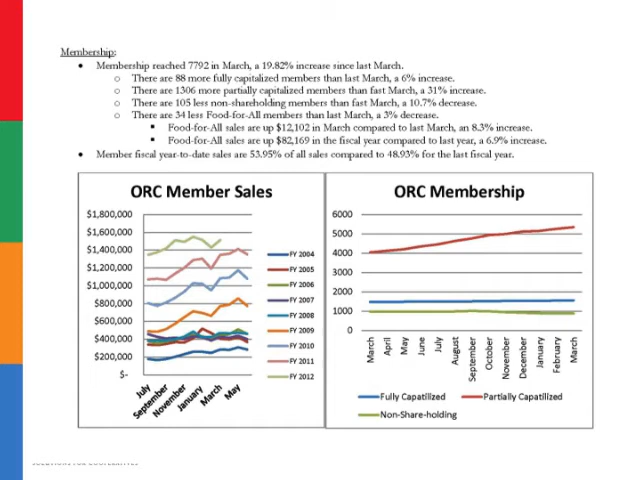 Membership:
• Membership reached 7792 in March, a 19.82% increase since last March.
o There are 88 more fully capitalized members than last March, a 6% increase.
o There are 1306 more partially capitalized members than fast March, a 31% increase.
o There are 105 less non-shareholding members than fast March, a 10.7% decrease.
o There are 34 less Food-for-All members than last March, a 3% decrease.
▪ Food-for-All sales are up $12,102 in March compared to last March, an 8.3% increase.
▪ Food-for-All sales are up $82,169 in the fiscal year compared to last year, a 6.9% increase.
• Member fiscal year-to-date sales are 53.95% of all sales compared to 48.93% for the last fiscal year.
ORC Member Sales
$1,800,000
$1,600,000
$1,400,000
$1,200,000
$1,000,000
$800,000
$600,000
$400,000
$200,000
$-
July
September
November
January
March
May
FY 2004
FY 2005
FY 2006
FY 2007
FY 2008
FY 2009
FY 2010
FY 2011
FY 2012
ORC Membership
6000
5000
4000
3000
2000
1000
0
March
April
May
June
July
August
September
October
November
December
January
February
March
Fully Capatilized
Partially Capatilized
Non-Share-holding